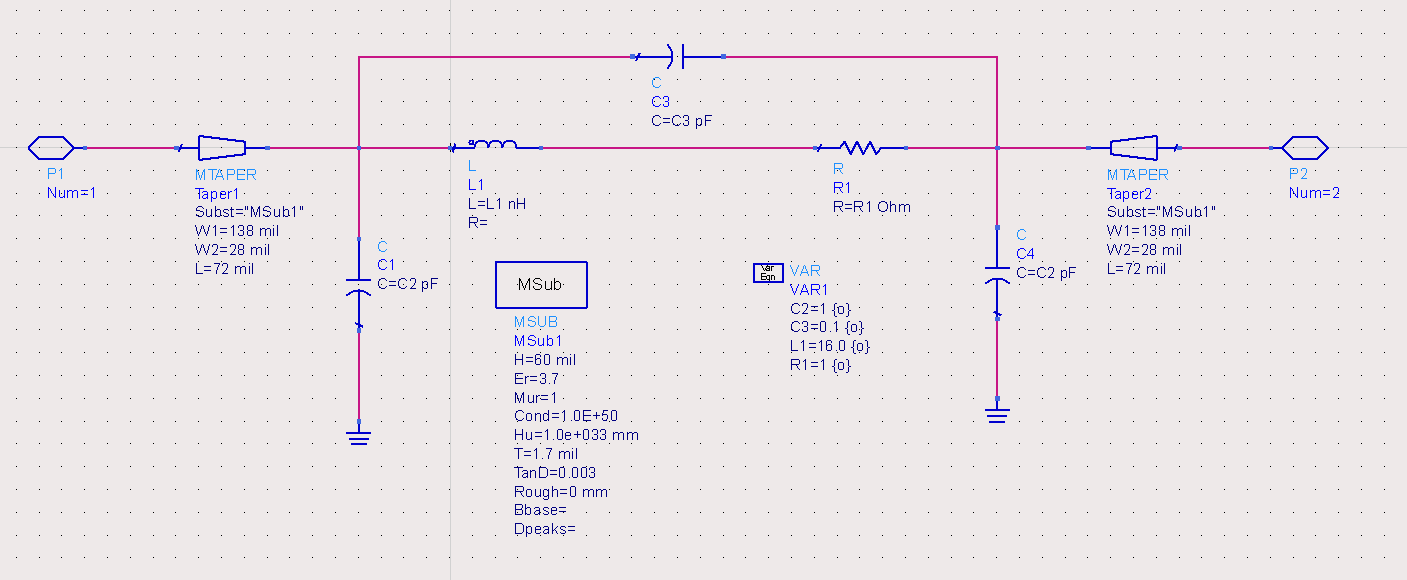 C
C3
C=C3 pF
P1
Num=1
MTAPER
Taper1
Subst="MSub1"
W1=138 mil
W2=28 mil
L=72 mil
L
L1
L=L1 nH
R=
R
R1
R=R1 Ohm
MTAPER
Taper2
Subst="MSub1"
W1=138 mil
W2=28 mil
L=72 mil
P2
Num=2
C
C1
C=C2 pF
C
C4
C=C2 pF
MSub
MSUB
MSub1
H=60 mil
Er=3.7
Mur=1
Cond=1.0E+50
Hu=1.0e+033 mm
T=1.7 mil
TanD=0.003
Rough=0 mm
Bbase=
Dpeaks=
Var
Eqn
VAR
VAR1
C2=1 {o}
C3=0.1 {o}
L1=16.0 {o}
R1=1 {o}